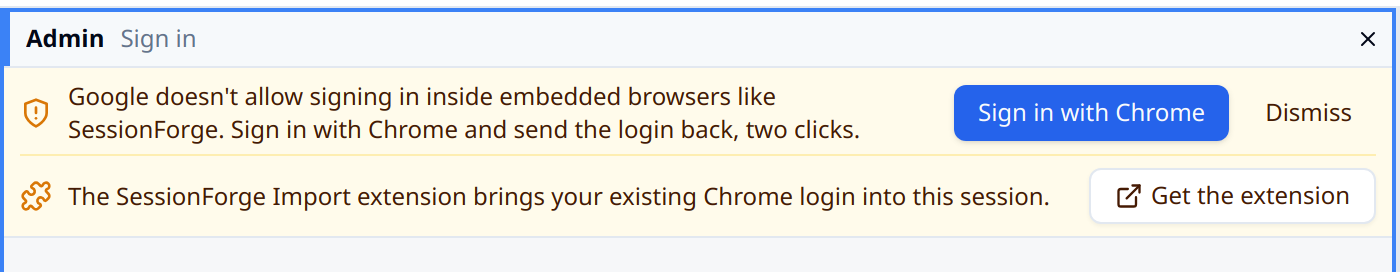 Admin Sign in
Google doesn't allow signing in inside embedded browsers like
SessionForge. Sign in with Chrome and send the login back, two clicks.
Sign in with Chrome
Dismiss
The SessionForge Import extension brings your existing Chrome login into this session.
Get the extension